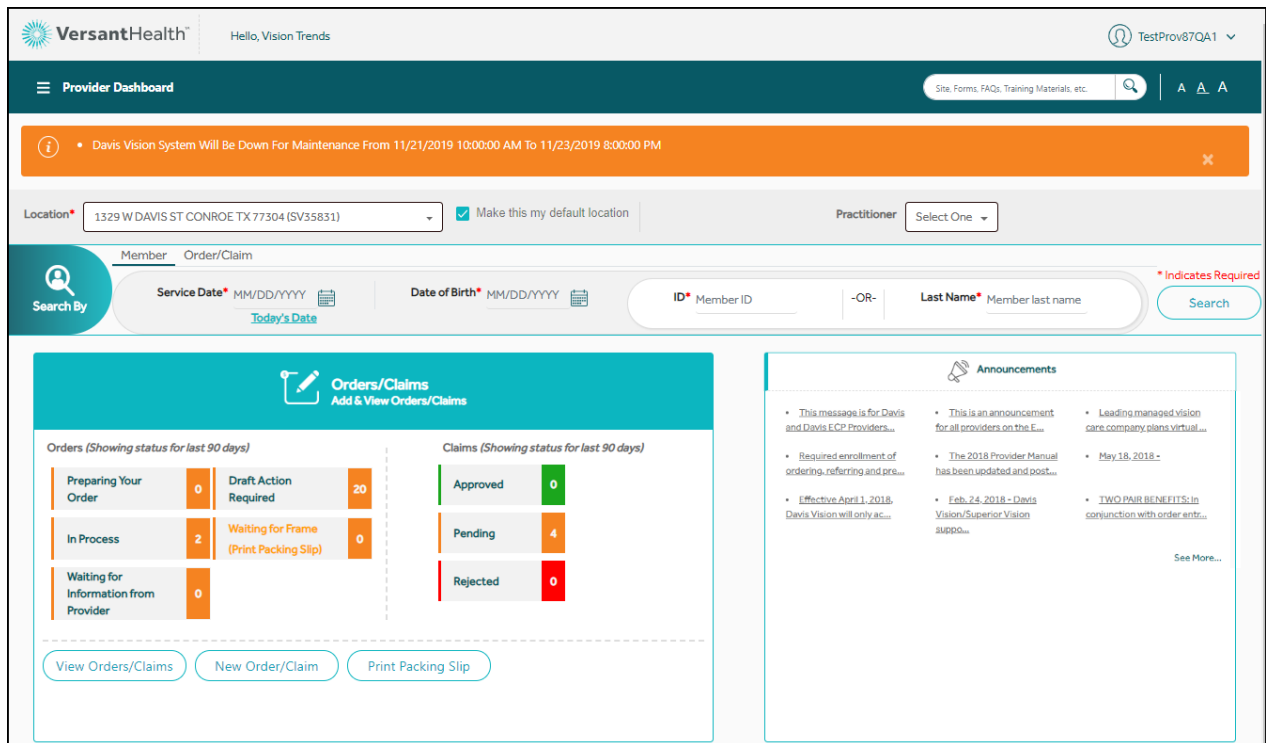 VersantHealth™
Hello, Vision Trends
TestProv87QA1
Provider Dashboard
Site, Forms, FAQs, Training Materials, etc.
A A A
• Davis Vision System Will Be Down For Maintenance From 11/21/2019 10:00:00 AM To 11/23/2019 8:00:00 PM
Location*
1329 W DAVIS ST CONROE TX 77304 (SV35831)
Make this my default location
Practitioner
Select One
Search By
Member
Order/Claim
* Indicates Required
Service Date* MM/DD/YYYY
Today's Date
Date of Birth* MM/DD/YYYY
ID* Member ID
-OR-
Last Name* Member last name
Search
Orders/Claims
Add & View Orders/Claims
Orders (Showing status for last 90 days)
Preparing Your
Order
0
Draft Action
Required
20
In Process
2
Waiting for Frame
(Print Packing Slip)
0
Waiting for
Information from
Provider
0
Claims (Showing status for last 90 days)
Approved
0
Pending
4
Rejected
0
View Orders/Claims
New Order/Claim
Print Packing Slip
Announcements
• This message is for Davis
and Davis ECP Providers...
• This is an announcement
for all providers on the E...
• Leading managed vision
care company plans virtual ...
• Required enrollment of
ordering, referring and pre...
• The 2018 Provider Manual
has been updated and post...
• May 18, 2018 -
• Effective April 1, 2018,
Davis Vision will only ac...
• Feb. 24, 2018 - Davis
Vision/Superior Vision
suppo...
• TWO PAIR BENEFITS: In
conjunction with order entr...
See More...